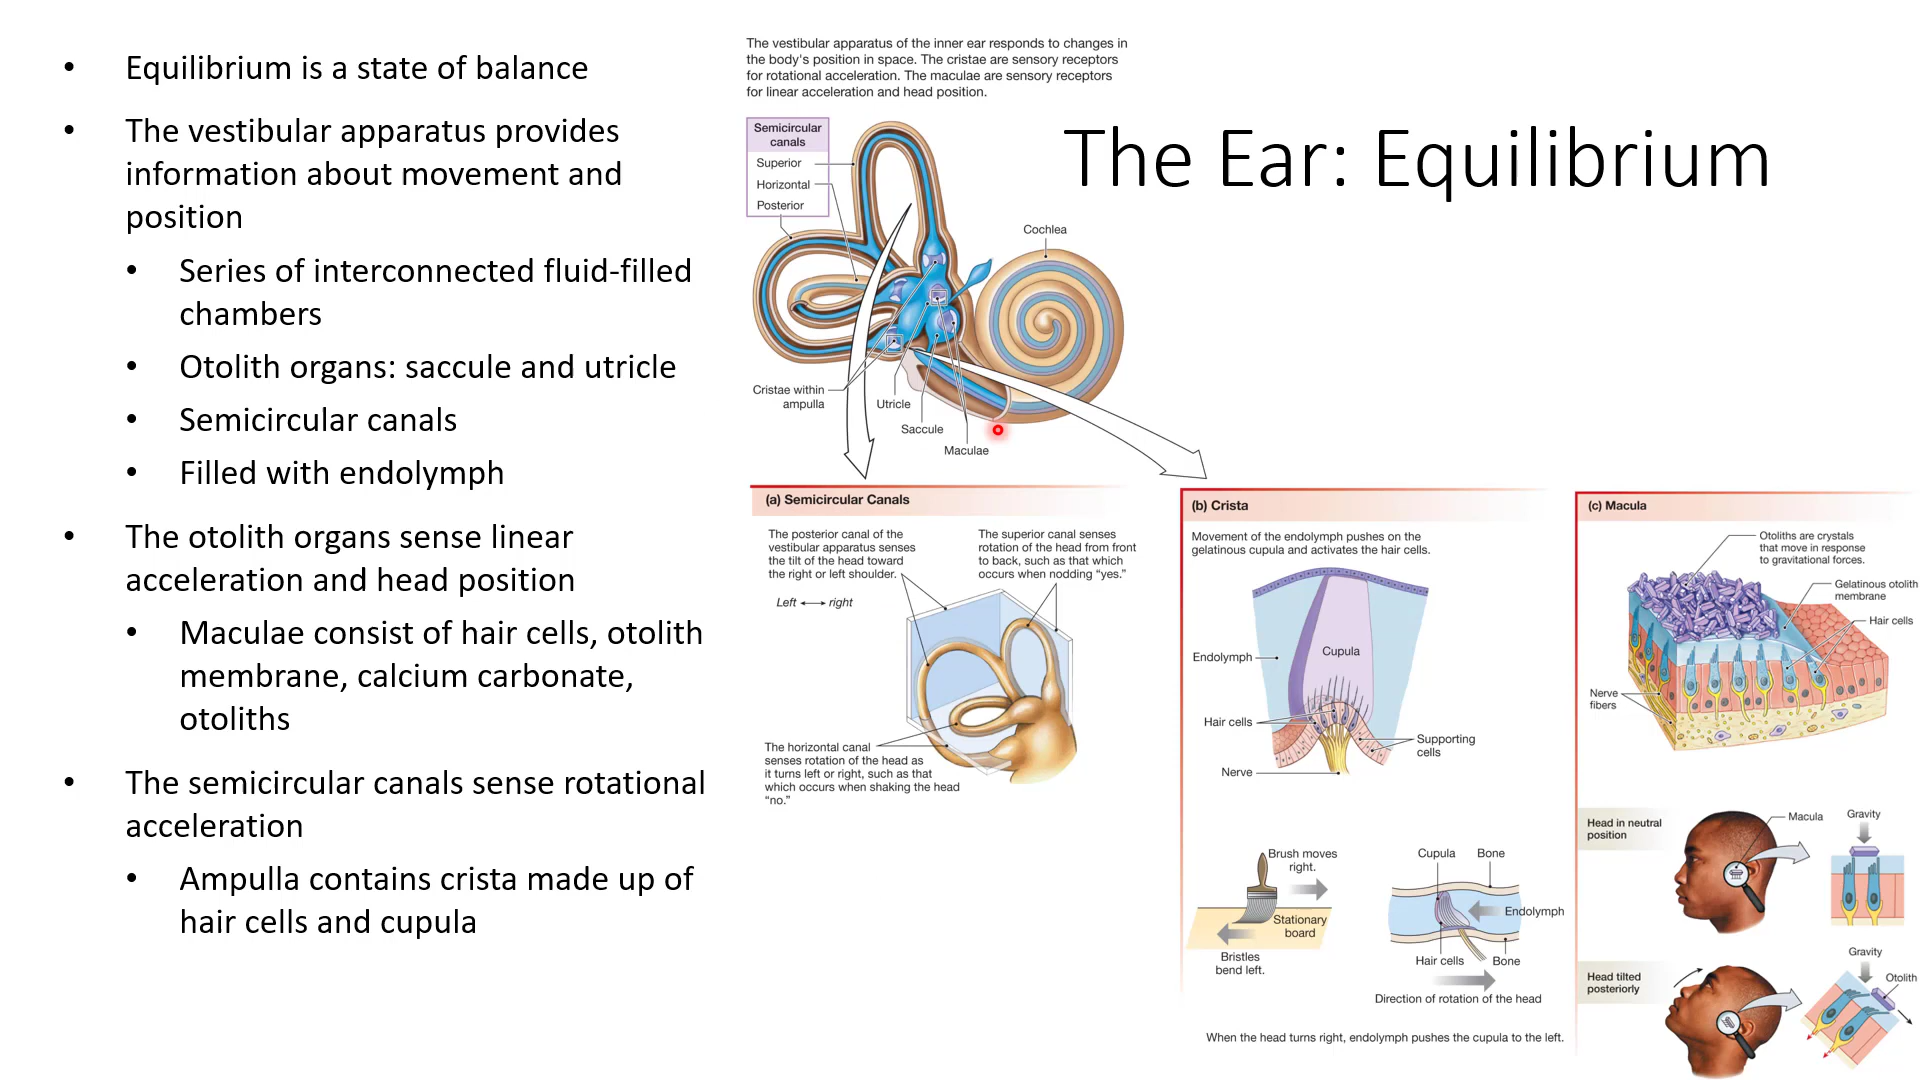 • Equilibrium is a state of balance
• The vestibular apparatus provides
information about movement and
position
• Series of interconnected fluid-filled
chambers
• Otolith organs: saccule and utricle
• Semicircular canals
• Filled with endolymph
• The otolith organs sense linear
acceleration and head position
• Maculae consist of hair cells, otolith
membrane, calcium carbonate,
otoliths
• The semicircular canals sense rotational
acceleration
• Ampulla contains crista made up of
hair cells and cupula
The vestibular apparatus of the inner ear responds to changes in
the body's position in space. The cristae are sensory receptors
for rotational acceleration. The maculae are sensory receptors
for linear acceleration and head position.
The Ear: Equilibrium
Semicircular
canals
Superior
Horizontal
Posterior
Cochlea
Cristae within
ampulla
Utricle
Saccule
Maculae
(a) Semicircular Canals
The posterior canal of the
vestibular apparatus senses
the tilt of the head toward
the right or left shoulder.
Left right
The superior canal senses
rotation of the head from front
to back, such as that which
occurs when nodding “yes.”
The horizontal canal
senses rotation of the head as
it turns left or right, such as that
which occurs when shaking the head
“no.”
(b) Crista
Movement of the endolymph pushes on the
gelatinous cupula and activates the hair cells.
Endolymph
Cupula
Hair cells
Supporting
cells
Nerve
Brush moves
right.
Stationary
board
Bristles
bend left.
Cupula
Bone
Endolymph
Hair cells
Bone
Direction of rotation of the head
When the head turns right, endolymph pushes the cupula to the left.
(c) Macula
Otoliths are crystals
that move in response
to gravitational forces.
Gelatinous otolith
membrane
Hair cells
Nerve
fibers
Head in neutral
position
Macula
Gravity
Head tilted
posteriorly
Gravity
Otolith